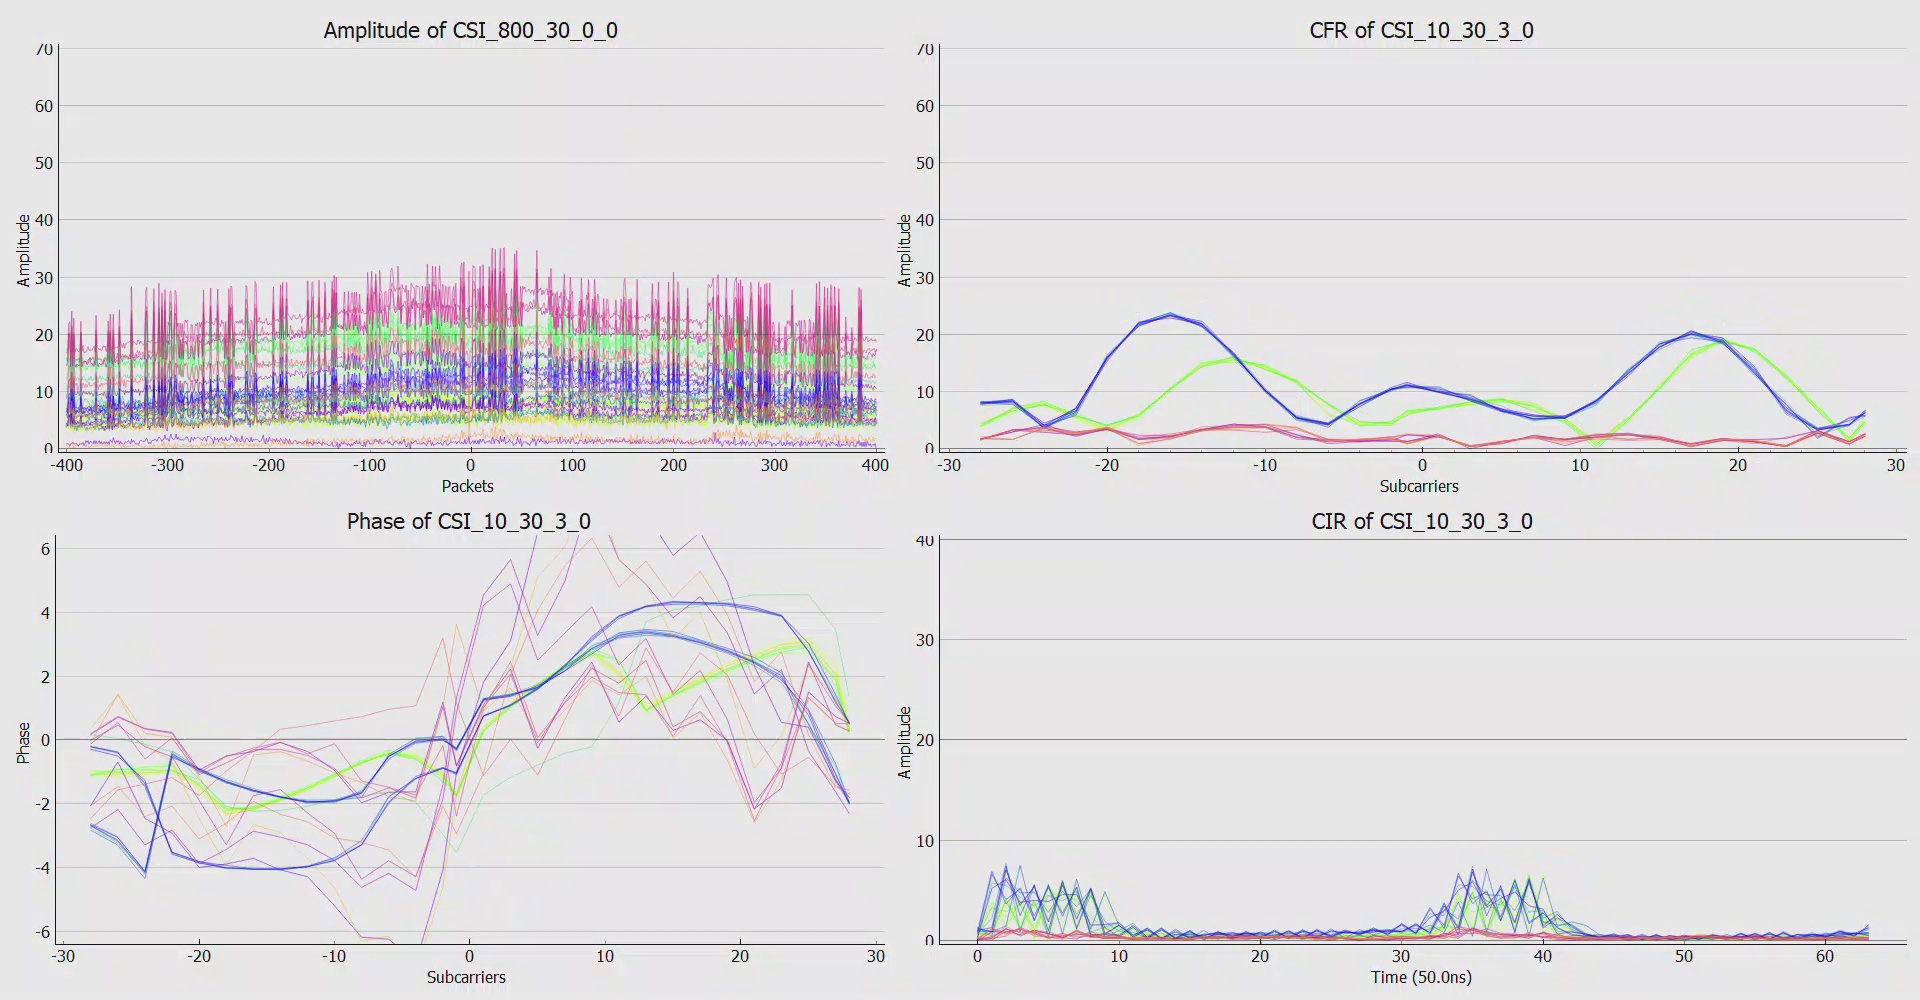 Amplitude of CSI_800_30_0_0
70
60
50
40
30
20
10
0
Amplitude
-400 -300 -200 -100 0 100 200 300 400
Packets
CFR of CSI_10_30_3_0
70
60
50
40
30
20
10
0
Amplitude
-30 -20 -10 0 10 20 30
Subcarriers
Phase of CSI_10_30_3_0
6
4
2
0
-2
-4
-6
Phase
-30 -20 -10 0 10 20 30
Subcarriers
CIR of CSI_10_30_3_0
40
30
20
10
0
Amplitude
0 10 20 30 40 50 60
Time (50.0ns)